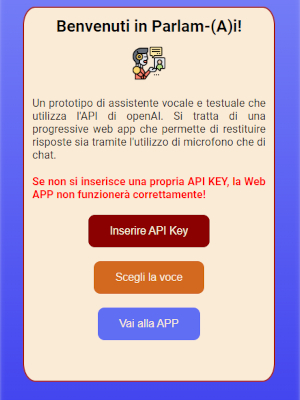 Benvenuti in Parlam-(A)i!
Un prototipo di assistente vocale e testuale che
utilizza l'API di openAI. Si tratta di una
progressive web app che permette di restituire
risposte sia tramite l'utilizzo di microfono che di
chat.
Se non si inserisce una propria API KEY, la Web
APP non funzionerà correttamente!
Inserire API Key
Scegli la voce
Vai alla APP